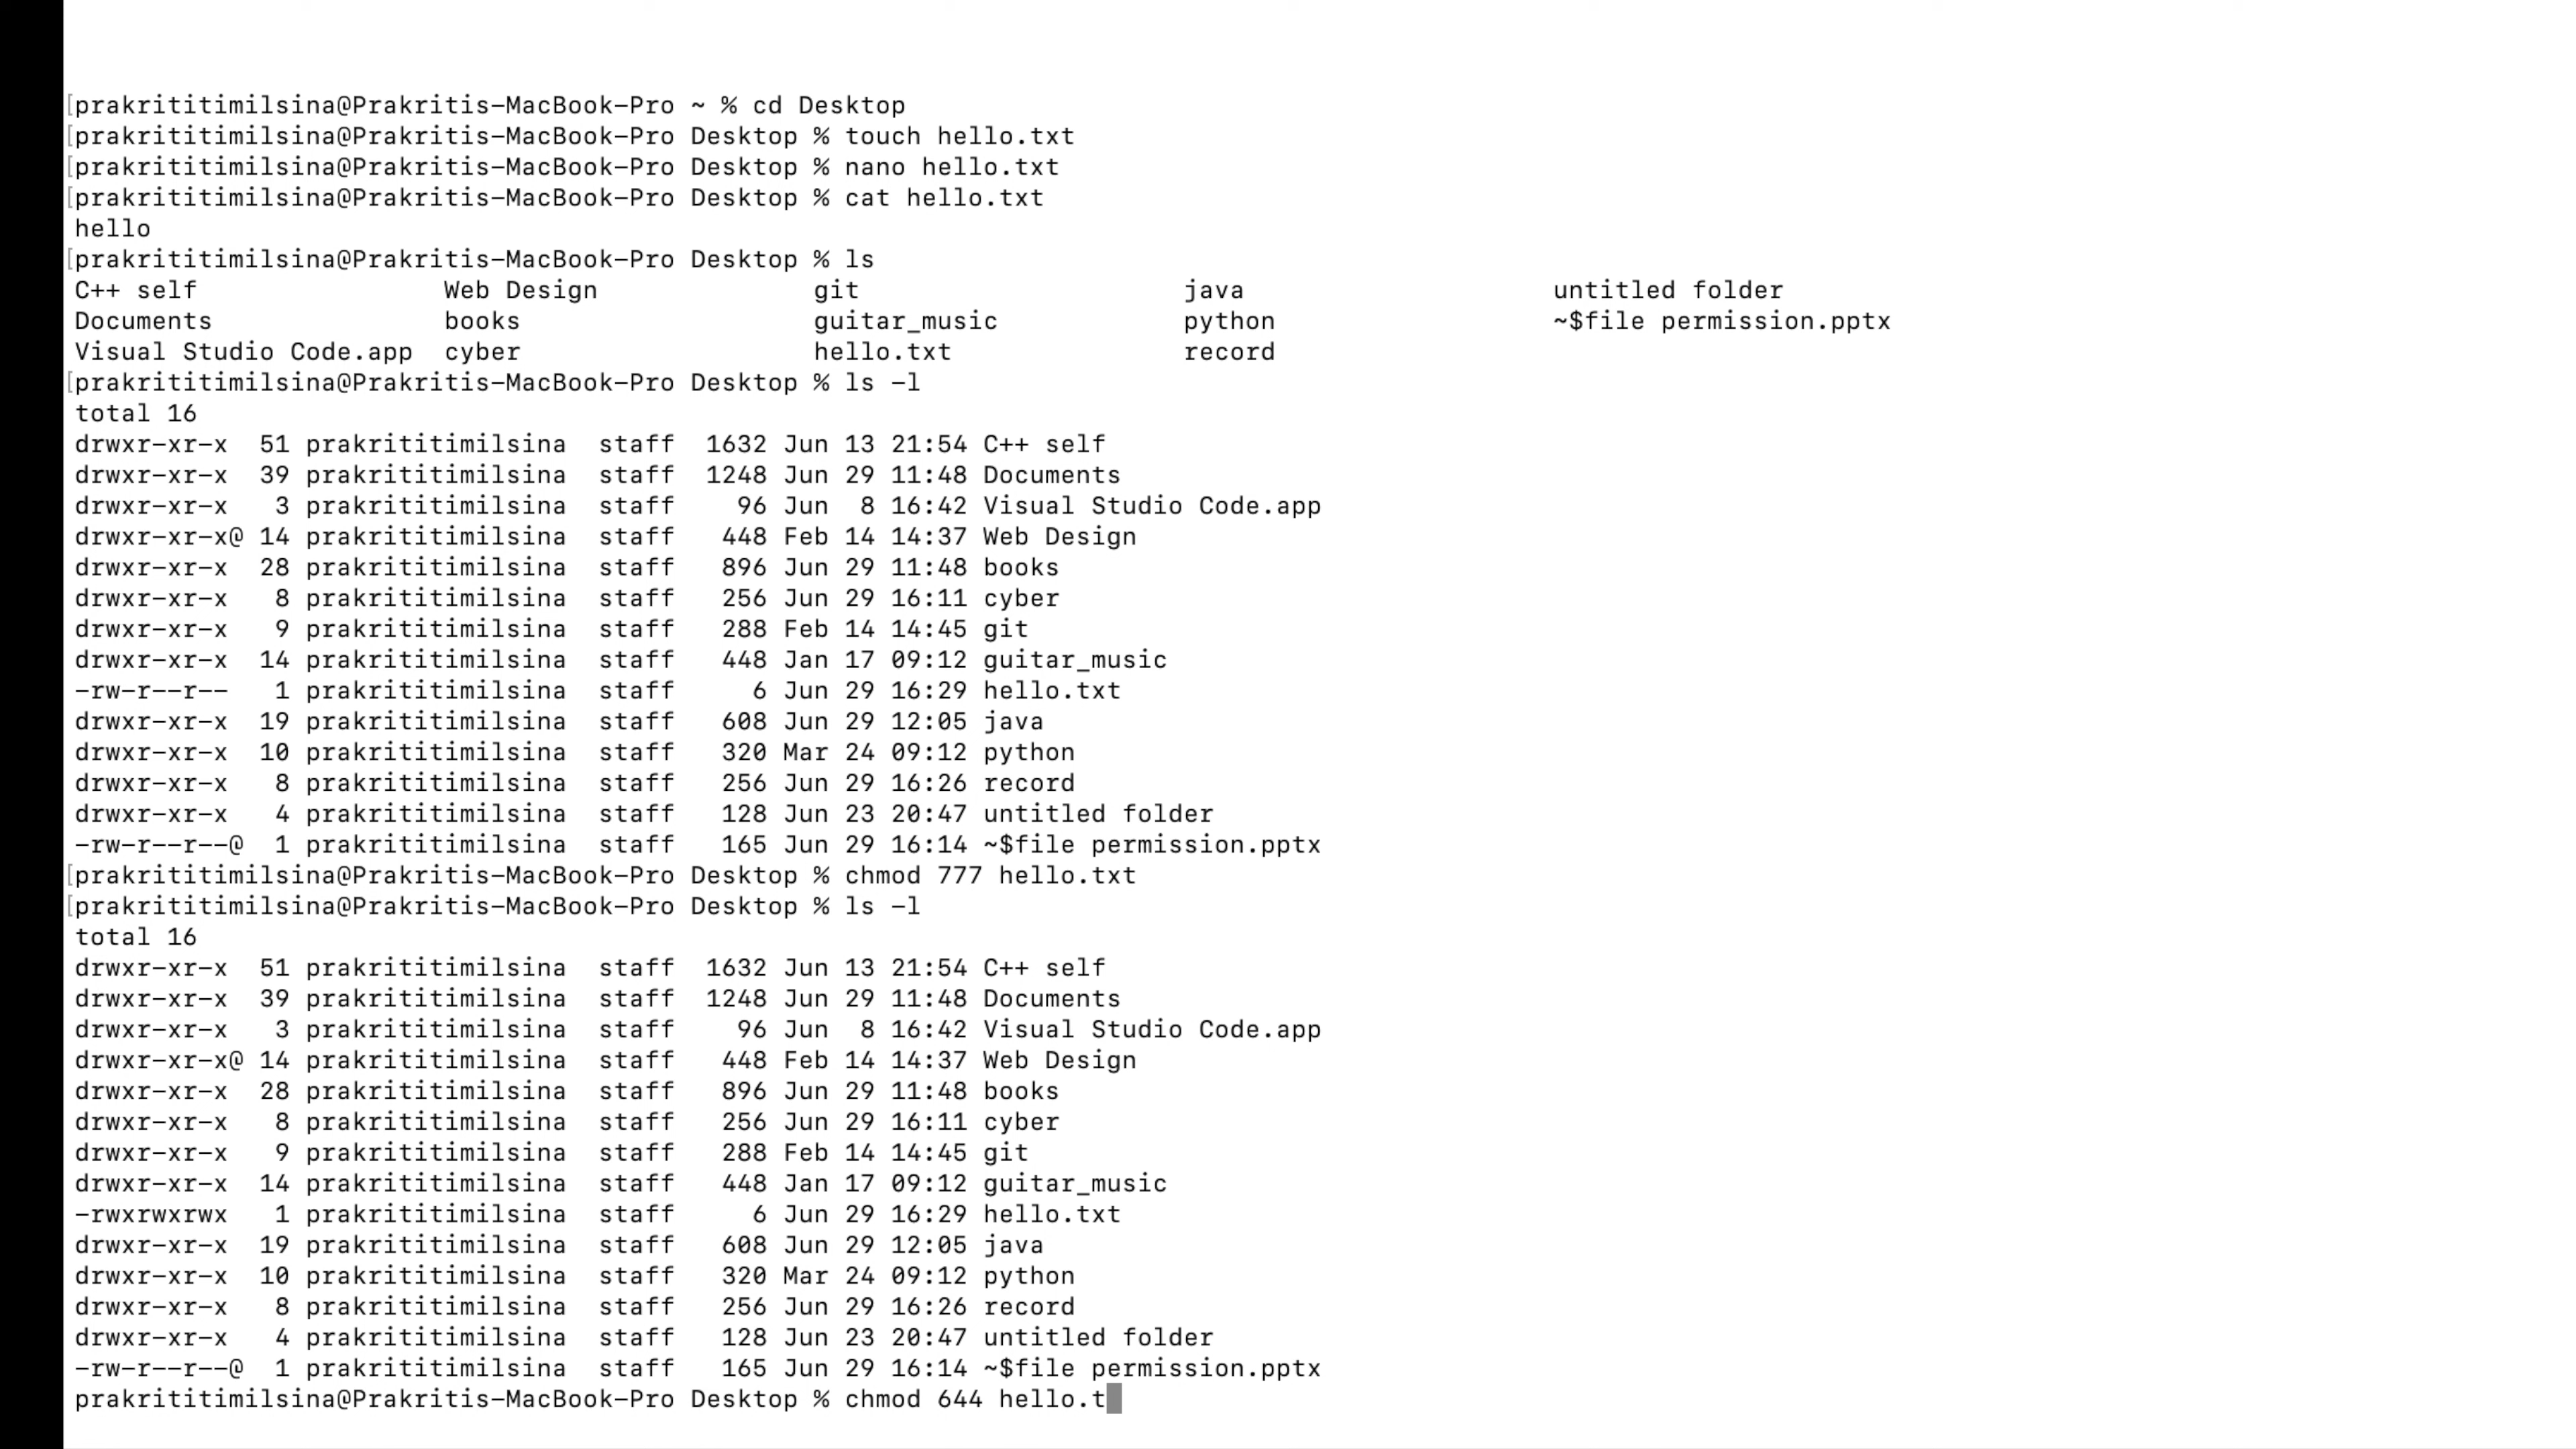 [prakrititimilsina@Prakritis-MacBook-Pro ~ % cd Desktop
[prakrititimilsina@Prakritis-MacBook-Pro Desktop % touch hello.txt
[prakrititimilsina@Prakritis-MacBook-Pro Desktop % nano hello.txt
[prakrititimilsina@Prakritis-MacBook-Pro Desktop % cat hello.txt
hello
[prakrititimilsina@Prakritis-MacBook-Pro Desktop % ls
C++ self Web Design git java untitled folder
Documents books guitar_music python ~$file permission.pptx
Visual Studio Code.app cyber hello.txt record
[prakrititimilsina@Prakritis-MacBook-Pro Desktop % ls -l
total 16
drwxr-xr-x 51 prakrititimilsina staff 1632 Jun 13 21:54 C++ self
drwxr-xr-x 39 prakrititimilsina staff 1248 Jun 29 11:48 Documents
drwxr-xr-x 3 prakrititimilsina staff 96 Jun 8 16:42 Visual Studio Code.app
drwxr-xr-x@ 14 prakrititimilsina staff 448 Feb 14 14:37 Web Design
drwxr-xr-x 28 prakrititimilsina staff 896 Jun 29 11:48 books
drwxr-xr-x 8 prakrititimilsina staff 256 Jun 29 16:11 cyber
drwxr-xr-x 9 prakrititimilsina staff 288 Feb 14 14:45 git
drwxr-xr-x 14 prakrititimilsina staff 448 Jan 17 09:12 guitar_music
-rw-r--r-- 1 prakrititimilsina staff 6 Jun 29 16:29 hello.txt
drwxr-xr-x 19 prakrititimilsina staff 608 Jun 29 12:05 java
drwxr-xr-x 10 prakrititimilsina staff 320 Mar 24 09:12 python
drwxr-xr-x 8 prakrititimilsina staff 256 Jun 29 16:26 record
drwxr-xr-x 4 prakrititimilsina staff 128 Jun 23 20:47 untitled folder
-rw-r--r--@ 1 prakrititimilsina staff 165 Jun 29 16:14 ~$file permission.pptx
[prakrititimilsina@Prakritis-MacBook-Pro Desktop % chmod 777 hello.txt
[prakrititimilsina@Prakritis-MacBook-Pro Desktop % ls -l
total 16
drwxr-xr-x 51 prakrititimilsina staff 1632 Jun 13 21:54 C++ self
drwxr-xr-x 39 prakrititimilsina staff 1248 Jun 29 11:48 Documents
drwxr-xr-x 3 prakrititimilsina staff 96 Jun 8 16:42 Visual Studio Code.app
drwxr-xr-x@ 14 prakrititimilsina staff 448 Feb 14 14:37 Web Design
drwxr-xr-x 28 prakrititimilsina staff 896 Jun 29 11:48 books
drwxr-xr-x 8 prakrititimilsina staff 256 Jun 29 16:11 cyber
drwxr-xr-x 9 prakrititimilsina staff 288 Feb 14 14:45 git
drwxr-xr-x 14 prakrititimilsina staff 448 Jan 17 09:12 guitar_music
-rwxrwxrwx 1 prakrititimilsina staff 6 Jun 29 16:29 hello.txt
drwxr-xr-x 19 prakrititimilsina staff 608 Jun 29 12:05 java
drwxr-xr-x 10 prakrititimilsina staff 320 Mar 24 09:12 python
drwxr-xr-x 8 prakrititimilsina staff 256 Jun 29 16:26 record
drwxr-xr-x 4 prakrititimilsina staff 128 Jun 23 20:47 untitled folder
-rw-r--r--@ 1 prakrititimilsina staff 165 Jun 29 16:14 ~$file permission.pptx
prakrititimilsina@Prakritis-MacBook-Pro Desktop % chmod 644 hello.t